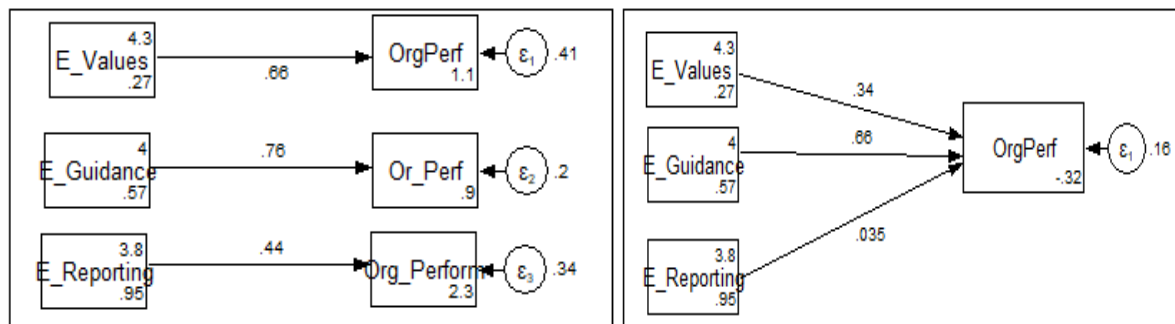 4.3
E_Values
.27
.66
OrgPerf
1.1
ε1
.41
4
E_Guidance
.57
.76
Or_Perf
.9
ε2
.2
3.8
E_Reporting
.95
.44
Org_Perform
2.3
ε3
.34
4.3
E_Values
.27
.34
4
E_Guidance
.57
.66
3.8
E_Reporting
.95
.035
OrgPerf
-.32
ε1
.16